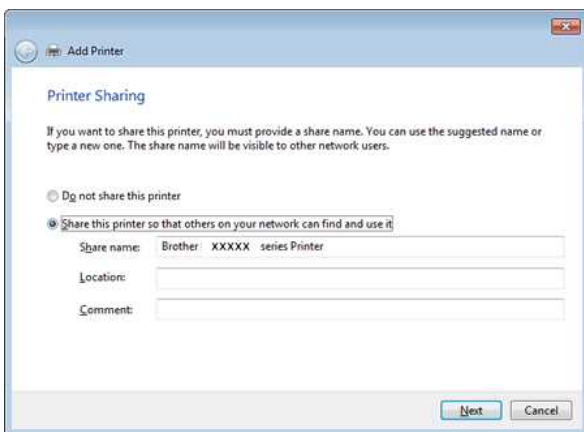 Add Printer
Printer Sharing
If you want to share this printer, you must provide a share name. You can use the suggested name or
type a new one. The share name will be visible to other network users.
Do not share this printer
Share this printer so that others on your network can find and use it
Share name: Brother XXXXX series Printer
Location:
Comment:
Next Cancel